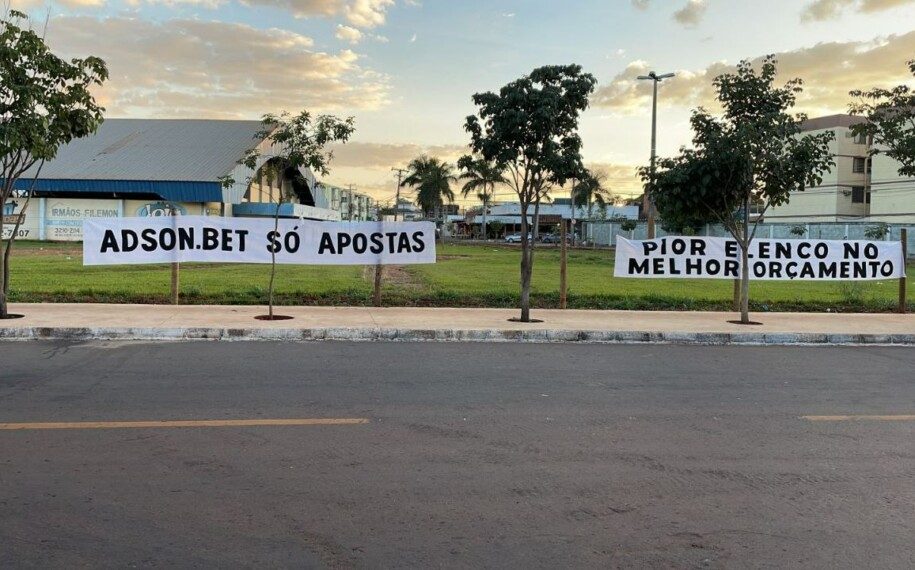 IRMÃOS FILEMON
ADSON.BET SÓ APOSTAS
PIOR ELENCO NO
MELHOR ORÇAMENTO